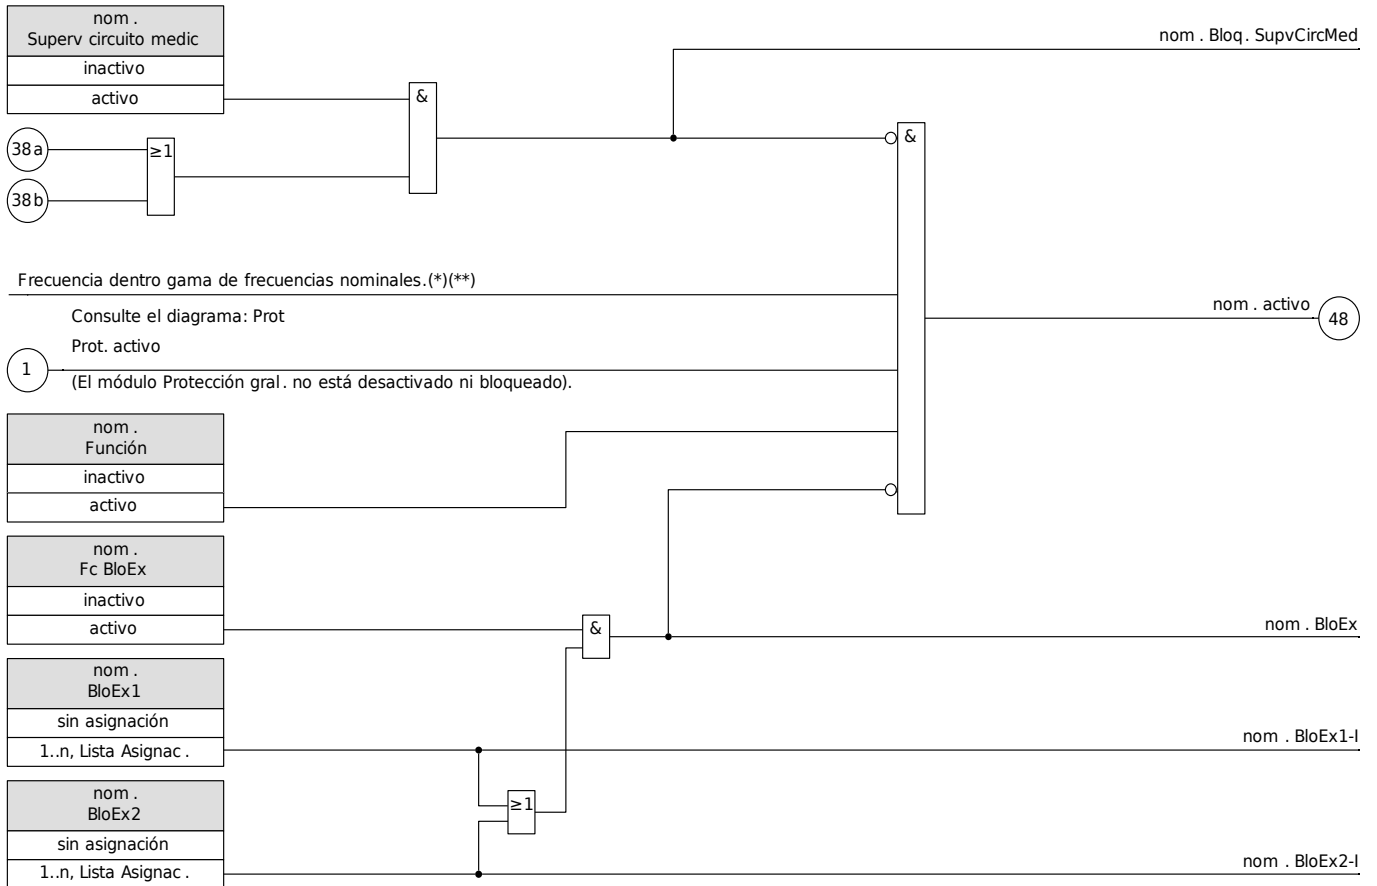 nom .
Superv circuito medic
inactivo
activo
nom . Bloq. SupvCircMed
&
38a
≥1
38b
&
Frecuencia dentro gama de frecuencias nominales.(*)(**)
Consulte el diagrama: Prot
Prot. activo
1
(El módulo Protección gral. no está desactivado ni bloqueado).
nom . activo
48
nom .
Función
inactivo
activo
nom .
Fc BloEx
inactivo
activo
&
nom . BloEx
nom .
BloEx1
sin asignación
1..n, Lista Asignac .
nom . BloEx1-I
≥1
nom .
BloEx2
sin asignación
1..n, Lista Asignac .
nom . BloEx2-I